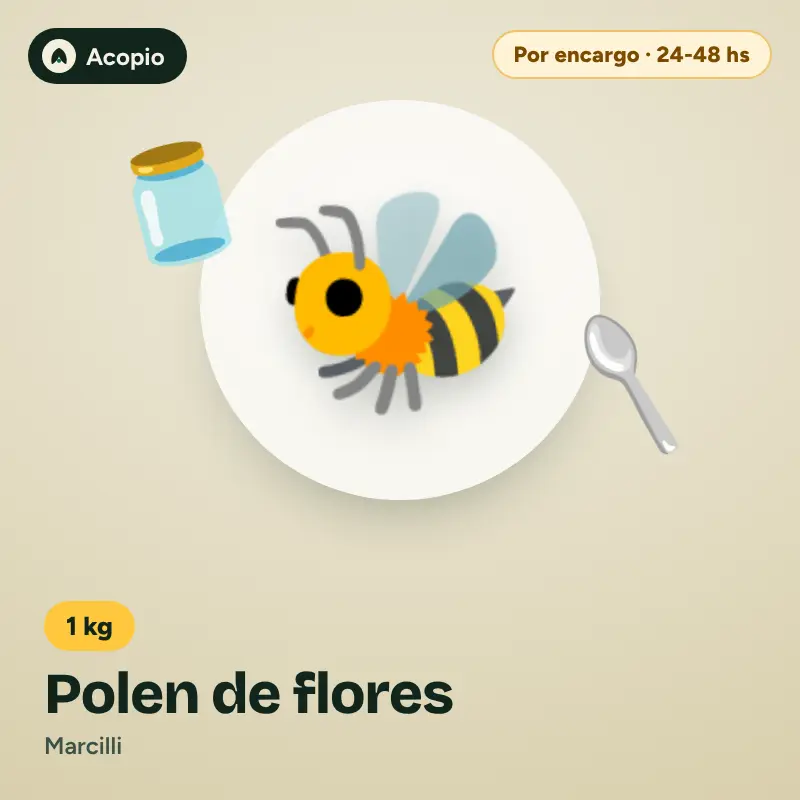 Acopio
Por encargo · 24-48 hs
1 kg
Polen de flores
Marcilli